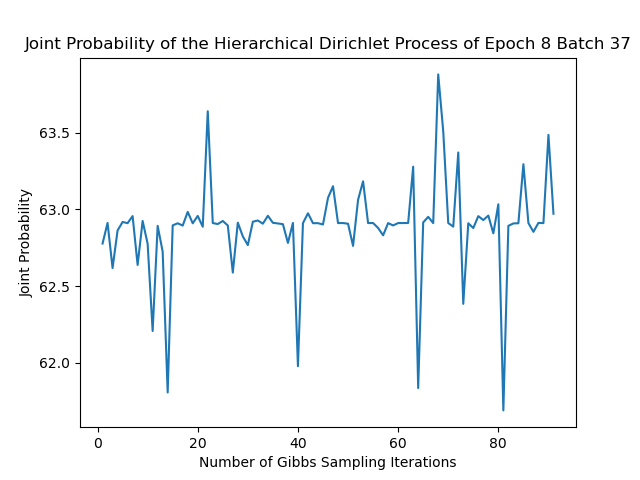 Joint Probability of the Hierarchical Dirichlet Process of Epoch 8 Batch 37
Joint Probability
63.5
63.0
62.5
62.0
0 20 40 60 80
Number of Gibbs Sampling Iterations